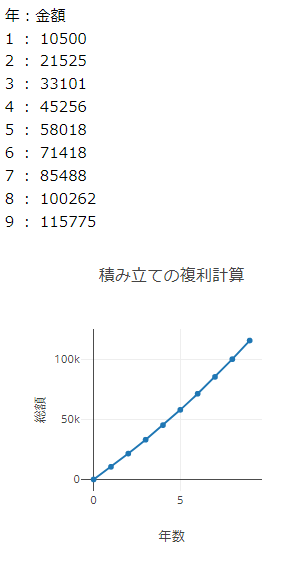 年：金額
1 ： 10500
2 ： 21525
3 ： 33101
4 ： 45256
5 ： 58018
6 ： 71418
7 ： 85488
8 ： 100262
9 ： 115775
積み立ての複利計算
100k
50k
0
総額
0 5
年数